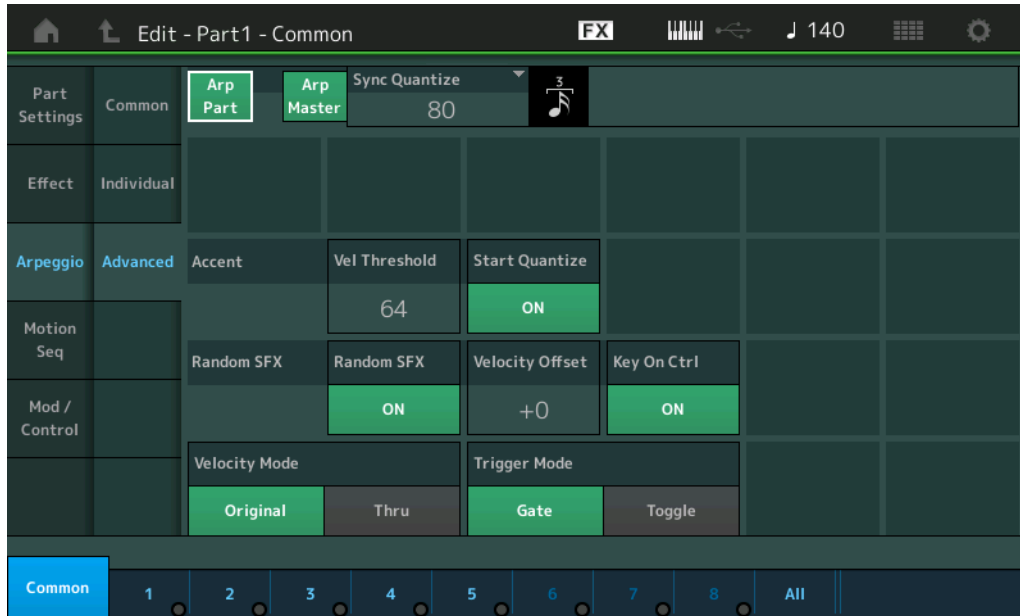 Edit - Part1 - Common
FX
♩ 140
Part
Settings
Common
Arp
Part
Arp
Master
Sync Quantize
80
3
Effect
Individual
Arpeggio
Advanced
Accent
Vel Threshold
Start Quantize
64
ON
Motion
Seq
Random SFX
Random SFX
Velocity Offset
Key On Ctrl
ON
+0
ON
Mod /
Control
Velocity Mode
Trigger Mode
Original
Thru
Gate
Toggle
Common
1
2
3
4
5
6
7
8
All